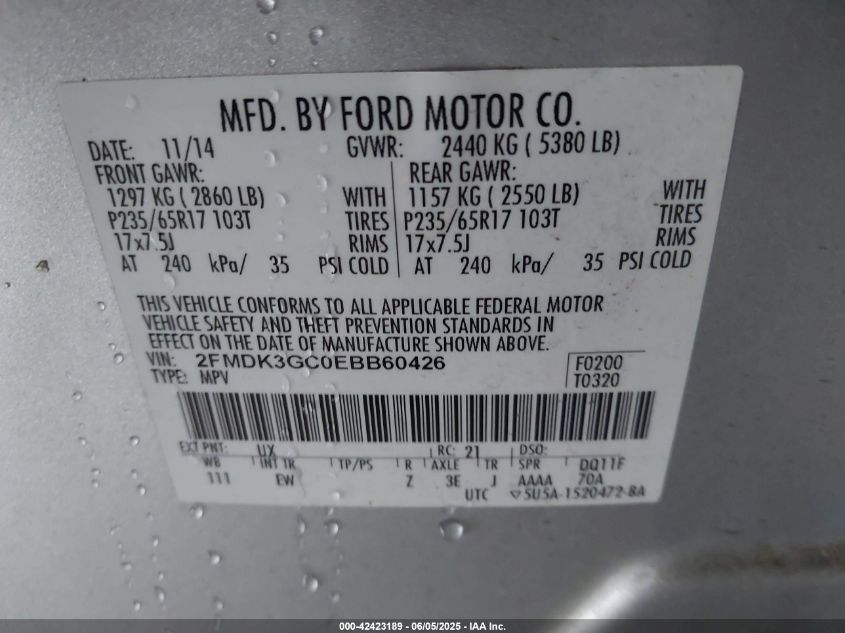 MFD. BY FORD MOTOR CO.
DATE: 11/14 GVWR: 2440 KG ( 5380 LB)
FRONT GAWR: REAR GAWR:
1297 KG ( 2860 LB) WITH 1157 KG ( 2550 LB) WITH
P235/65R17 103T TIRES P235/65R17 103T TIRES
17x7.5J RIMS 17x7.5J RIMS
AT 240 kPa/ 35 PSI COLD AT 240 kPa/ 35 PSI COLD
THIS VEHICLE CONFORMS TO ALL APPLICABLE FEDERAL MOTOR
VEHICLE SAFETY AND THEFT PREVENTION STANDARDS IN
EFFECT ON THE DATE OF MANUFACTURE SHOWN ABOVE.
VIN: 2FMDK3GC0EBB60426 F0200
TYPE: MPV T0320
EXT PNT: UX RC: 21 DSO:
WB INT TR TP/PS R AXLE TR SPR DQ11F
111 EW Z 3E J AAAA 70A
UTC ▽5U5A-1520472-BA
000-42423189 - 06/05/2025 - IAA Inc.